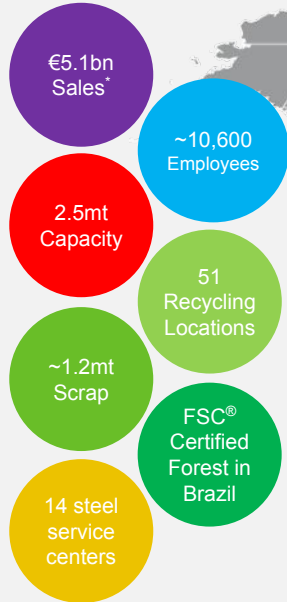 €5.1bn
Sales*
~10,600
Employees
2.5mt
Capacity
51
Recycling
Locations
~1.2mt
Scrap
FSC®
Certified
Forest in
Brazil
14 steel
service
centers